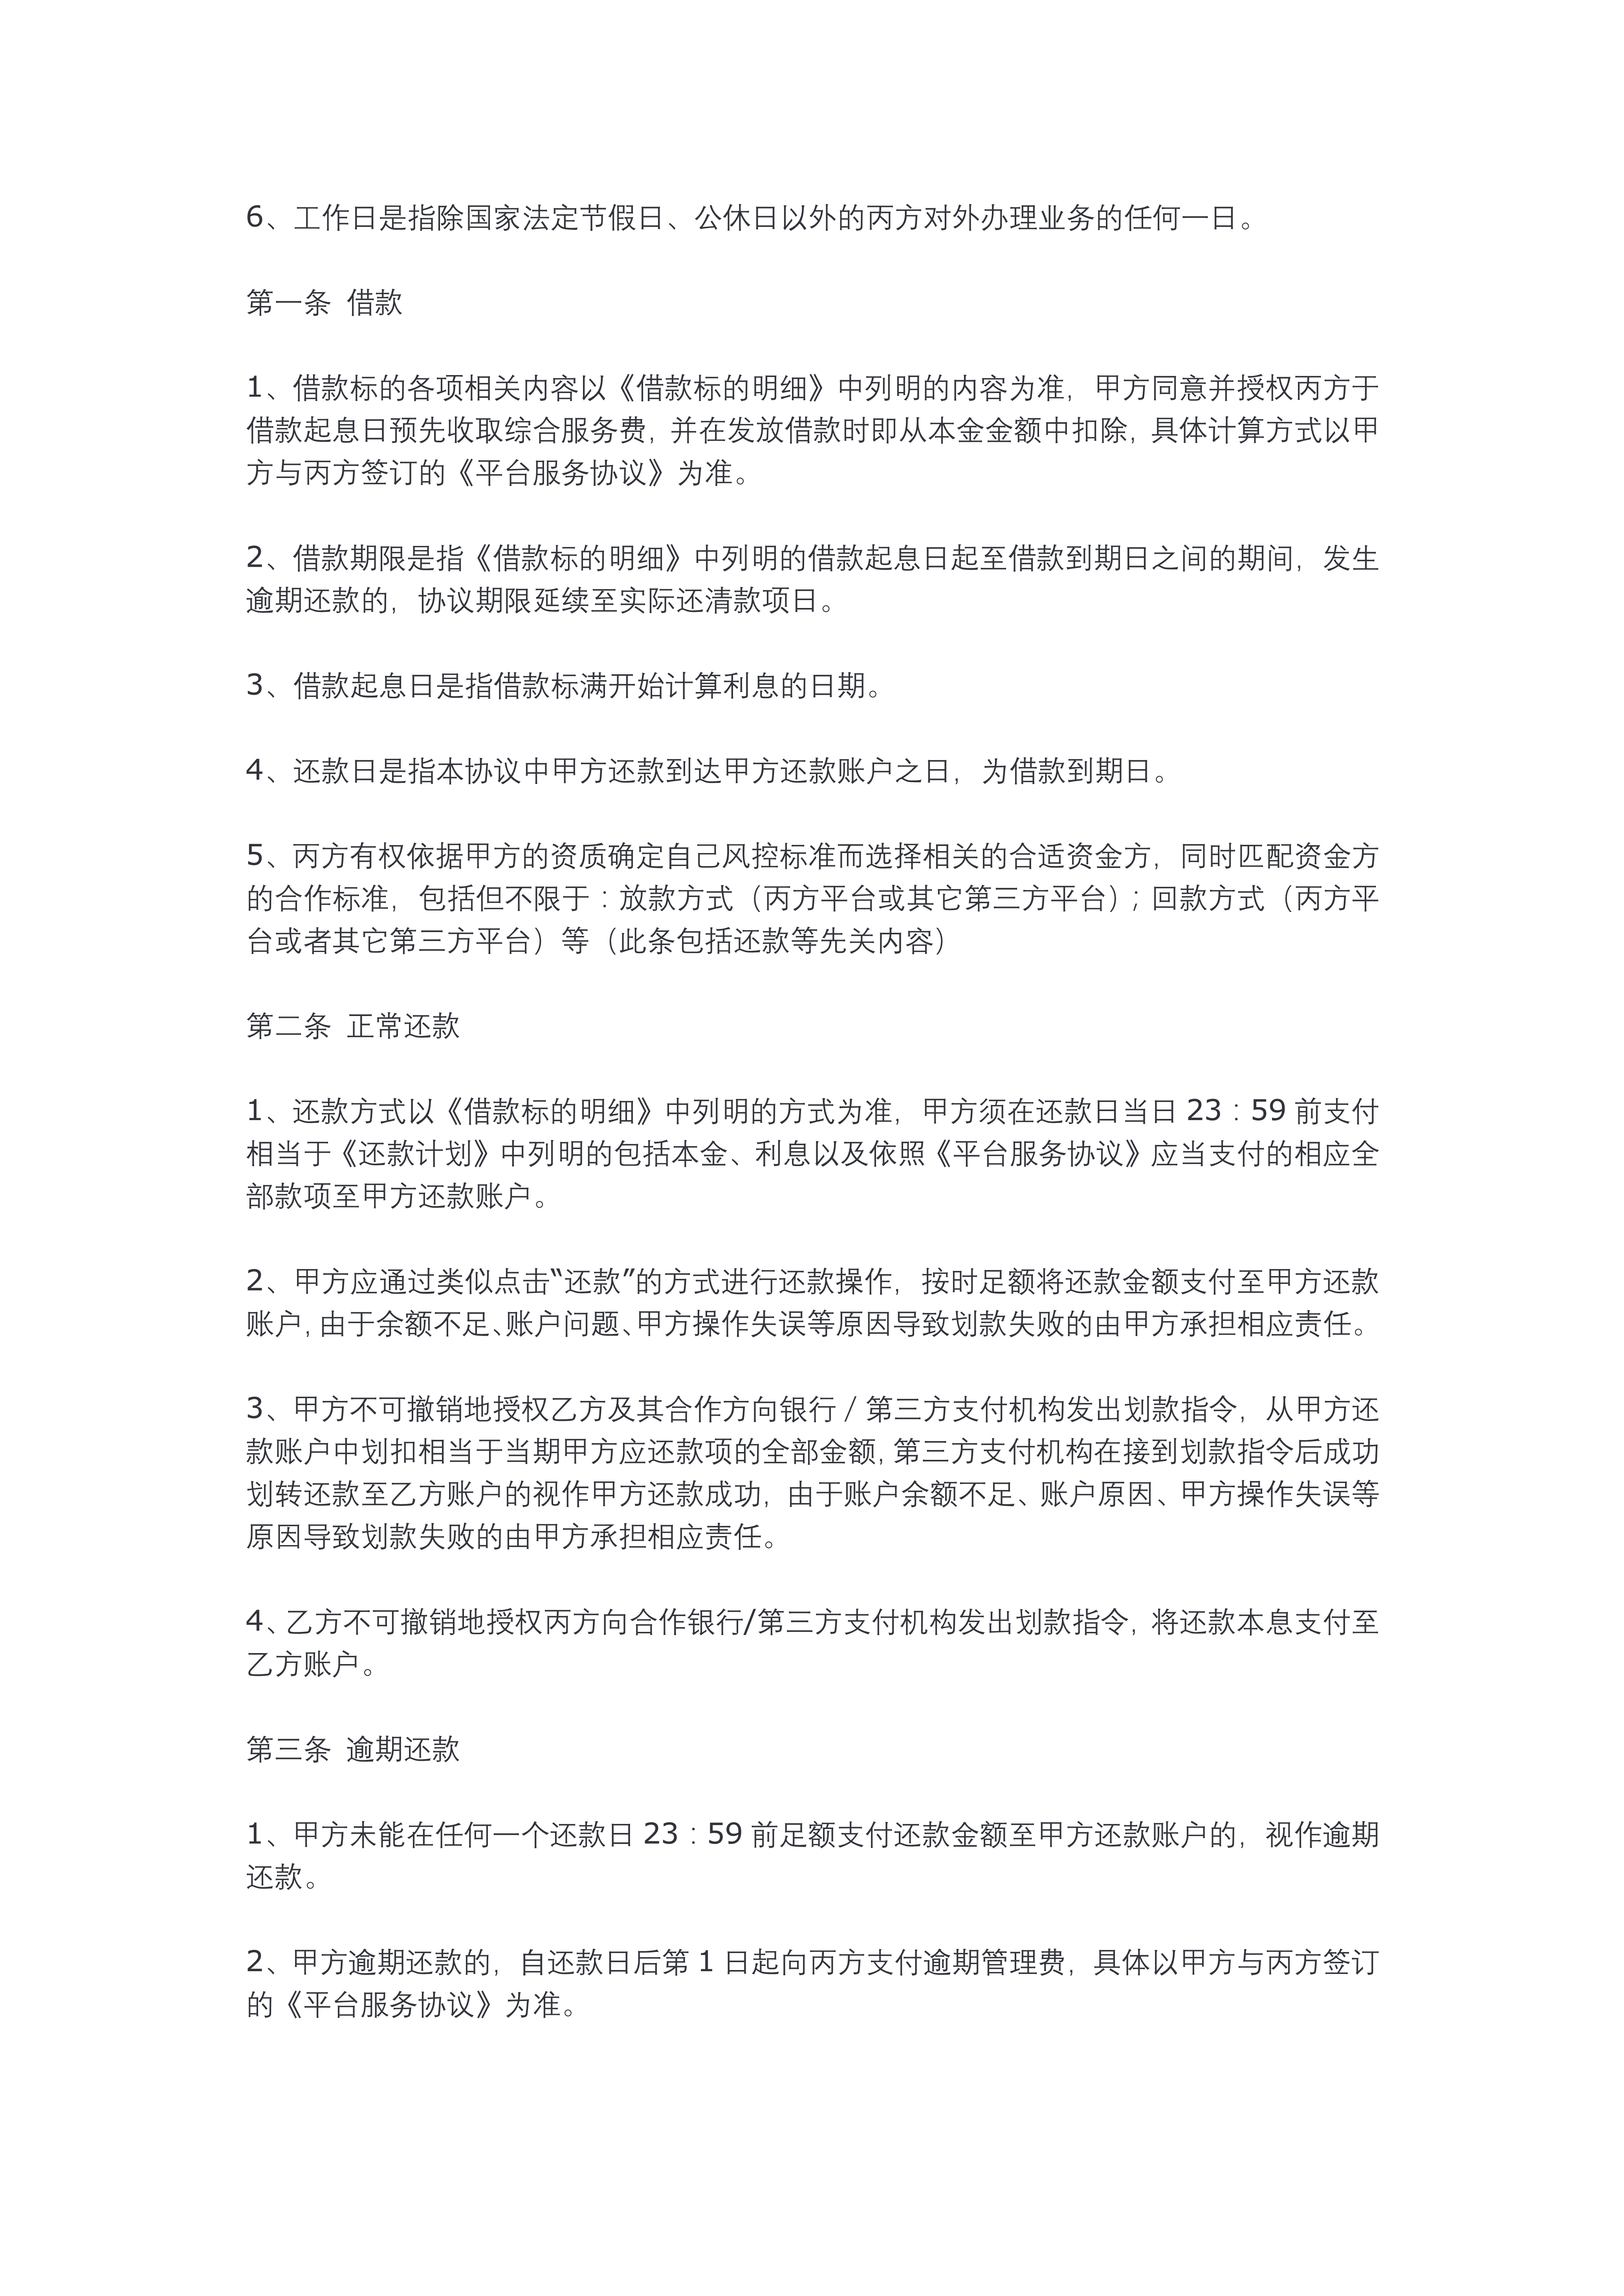 6、工作日是指除国家法定节假日、公休日以外的丙方对外办理业务的任何一日。
第一条 借款
1、借款标的各项相关内容以《借款标的明细》中列明的内容为准，甲方同意并授权丙方于
借款起息日预先收取综合服务费，并在发放借款时即从本金金额中扣除，具体计算方式以甲
方与丙方签订的《平台服务协议》为准。
2、借款期限是指《借款标的明细》中列明的借款起息日起至借款到期日之间的期间，发生
逾期还款的，协议期限延续至实际还清款项日。
3、借款起息日是指借款标满开始计算利息的日期。
4、还款日是指本协议中甲方还款到达甲方还款账户之日，为借款到期日。
5、丙方有权依据甲方的资质确定自己风控标准而选择相关的合适资金方，同时匹配资金方
的合作标准，包括但不限于：放款方式（丙方平台或其它第三方平台）；回款方式（丙方平
台或者其它第三方平台）等（此条包括还款等先关内容）
第二条 正常还款
1、还款方式以《借款标的明细》中列明的方式为准，甲方须在还款日当日 23：59 前支付
相当于《还款计划》中列明的包括本金、利息以及依照《平台服务协议》应当支付的相应全
部款项至甲方还款账户。
2、甲方应通过类似点击“还款”的方式进行还款操作，按时足额将还款金额支付至甲方还款
账户，由于余额不足、账户问题、甲方操作失误等原因导致划款失败的由甲方承担相应责任。
3、甲方不可撤销地授权乙方及其合作方向银行／第三方支付机构发出划款指令，从甲方还
款账户中划扣相当于当期甲方应还款项的全部金额，第三方支付机构在接到划款指令后成功
划转还款至乙方账户的视作甲方还款成功，由于账户余额不足、账户原因、甲方操作失误等
原因导致划款失败的由甲方承担相应责任。
4、乙方不可撤销地授权丙方向合作银行/第三方支付机构发出划款指令，将还款本息支付至
乙方账户。
第三条 逾期还款
1、甲方未能在任何一个还款日 23：59 前足额支付还款金额至甲方还款账户的，视作逾期
还款。
2、甲方逾期还款的，自还款日后第 1 日起向丙方支付逾期管理费，具体以甲方与丙方签订
的《平台服务协议》为准。